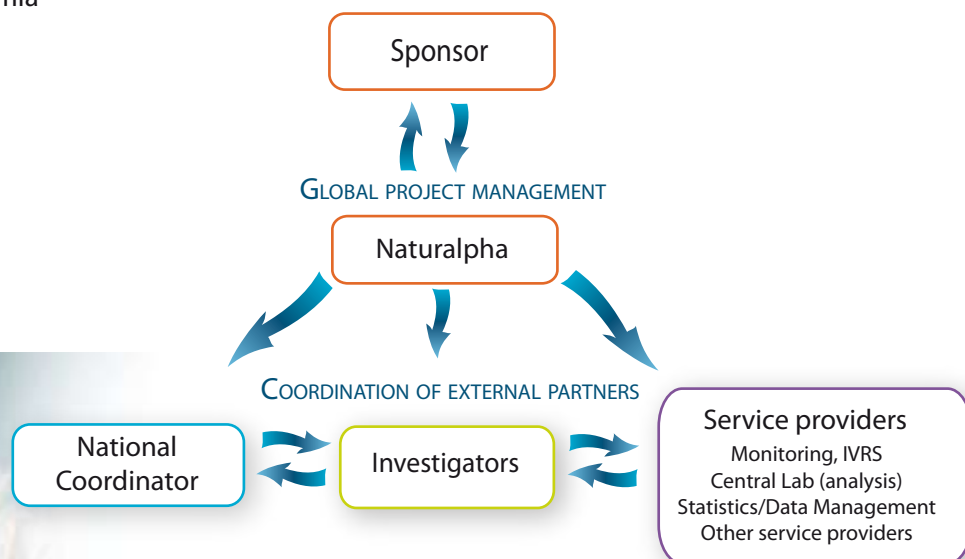 nia
Sponsor
GLOBAL PROJECT MANAGEMENT
Naturalpha
COORDINATION OF EXTERNAL PARTNERS
National
Coordinator
Investigators
Service providers
Monitoring, IVRS
Central Lab (analysis)
Statistics/Data Management
Other service providers